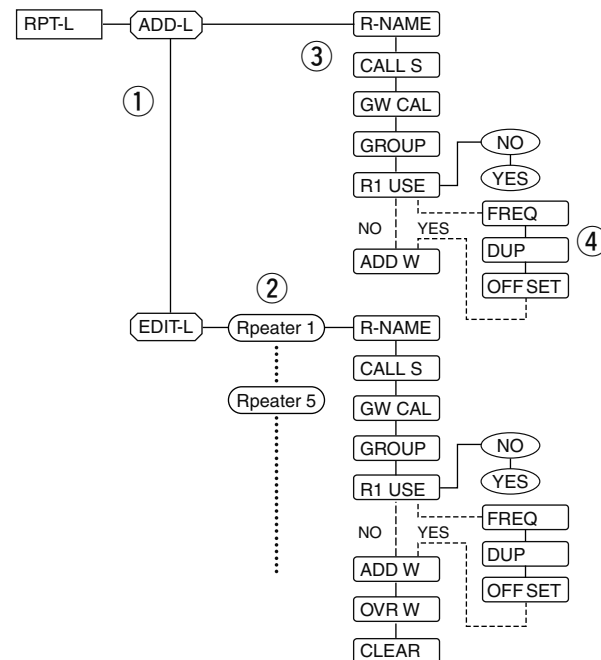 RPT-L
ADD-L
R-NAME
③
CALL S
①
GW CAL
GROUP
NO
R1 USE
YES
FREQ
NO
YES
④
DUP
ADD W
OFF SET
②
EDIT-L
Rpeater 1
R-NAME
CALL S
Rpeater 5
GW CAL
GROUP
NO
R1 USE
YES
FREQ
NO
YES
DUP
ADD W
OFF SET
OVR W
CLEAR